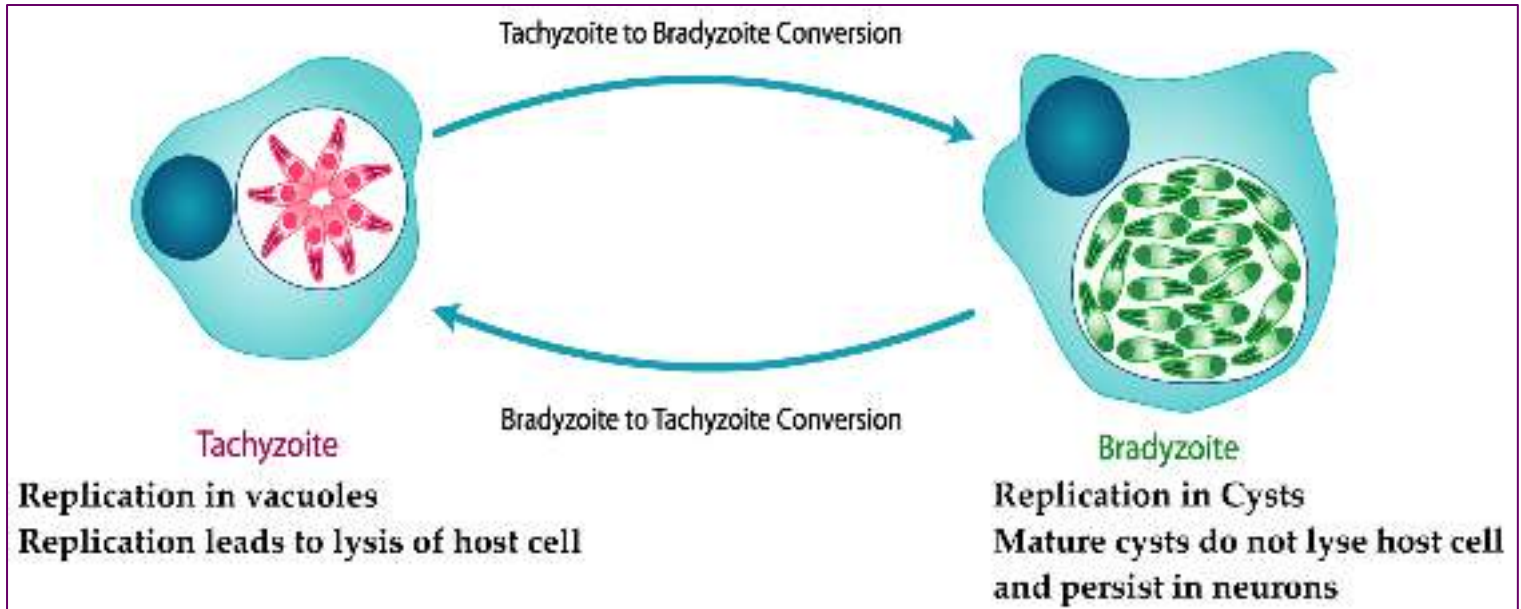 Tachyzoite to Bradyzoite Conversion
Bradyzoite to Tachyzoite Conversion
Tachyzoite
Replication in vacuoles
Replication leads to lysis of host cell
Bradyzoite
Replication in Cysts
Mature cysts do not lyse host cell
and persist in neurons